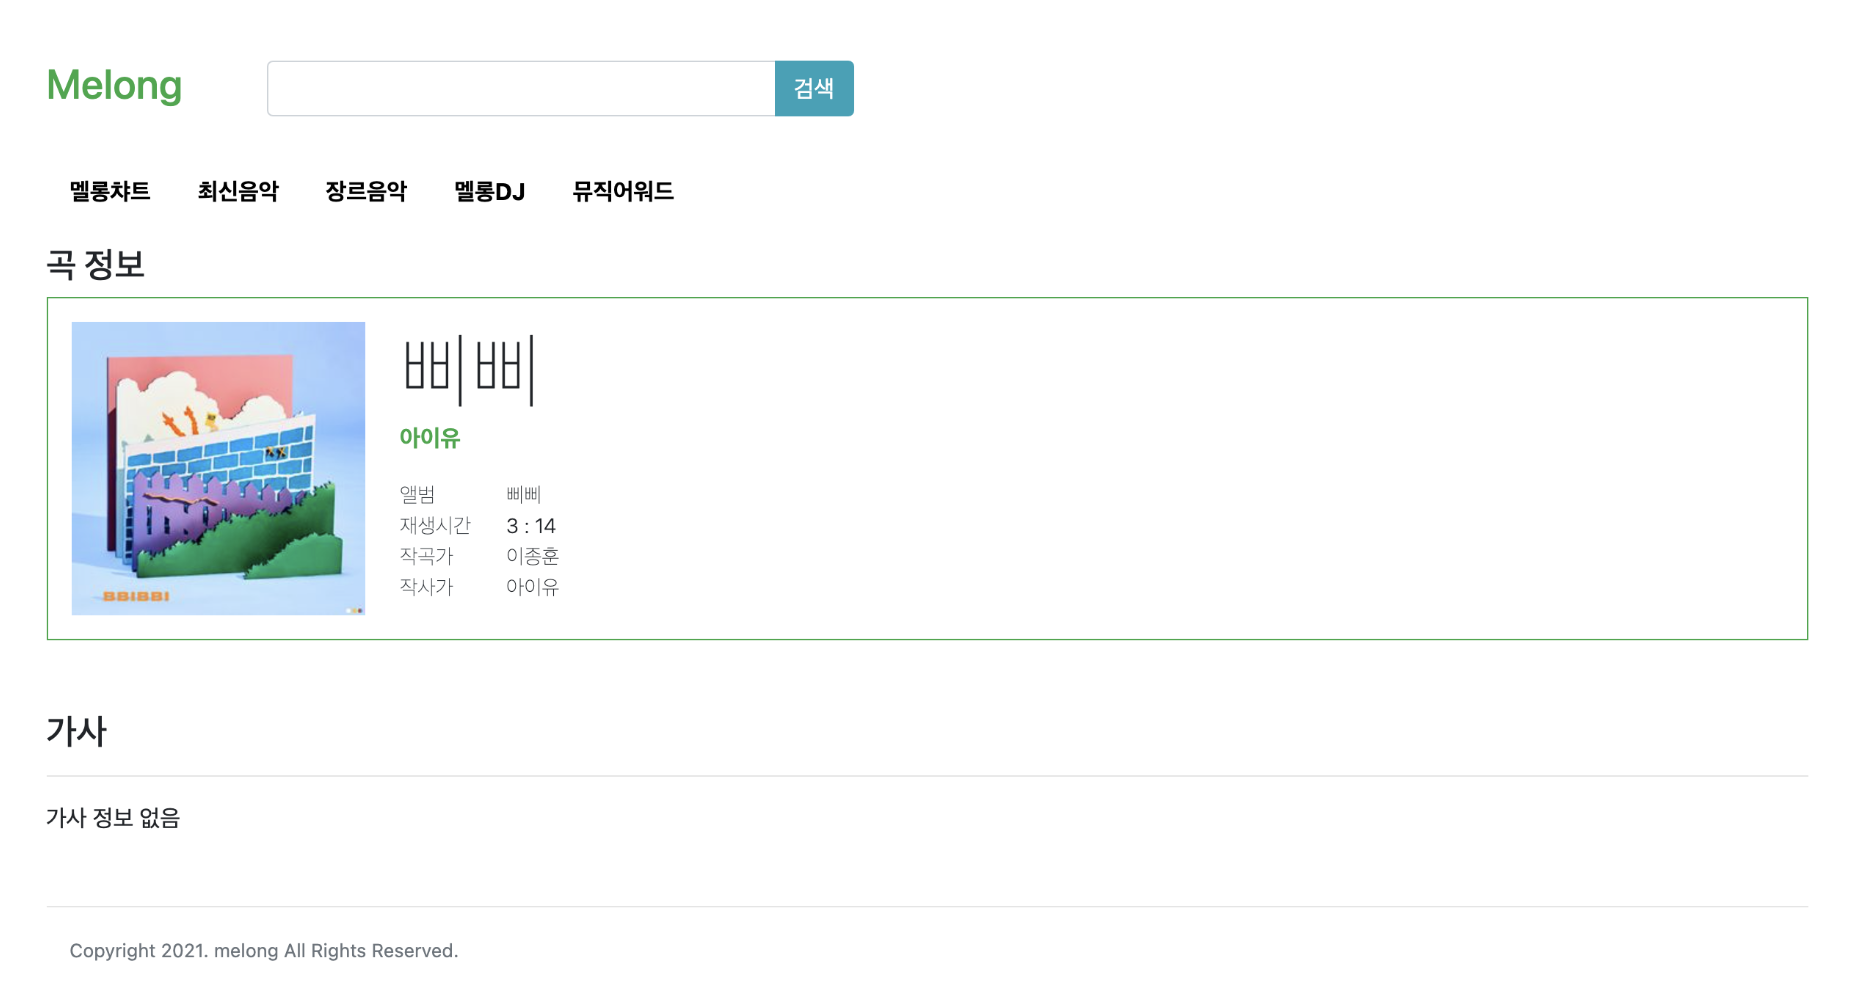 Melong
검색
멜롱챠트 최신음악 장르음악 멜롱DJ 뮤직어워드
곡 정보
삐삐
아이유
앨범 삐삐
재생시간 3 : 14
작곡가 이종훈
작사가 아이유
BBIBBI
가사
가사 정보 없음
Copyright 2021. melong All Rights Reserved.